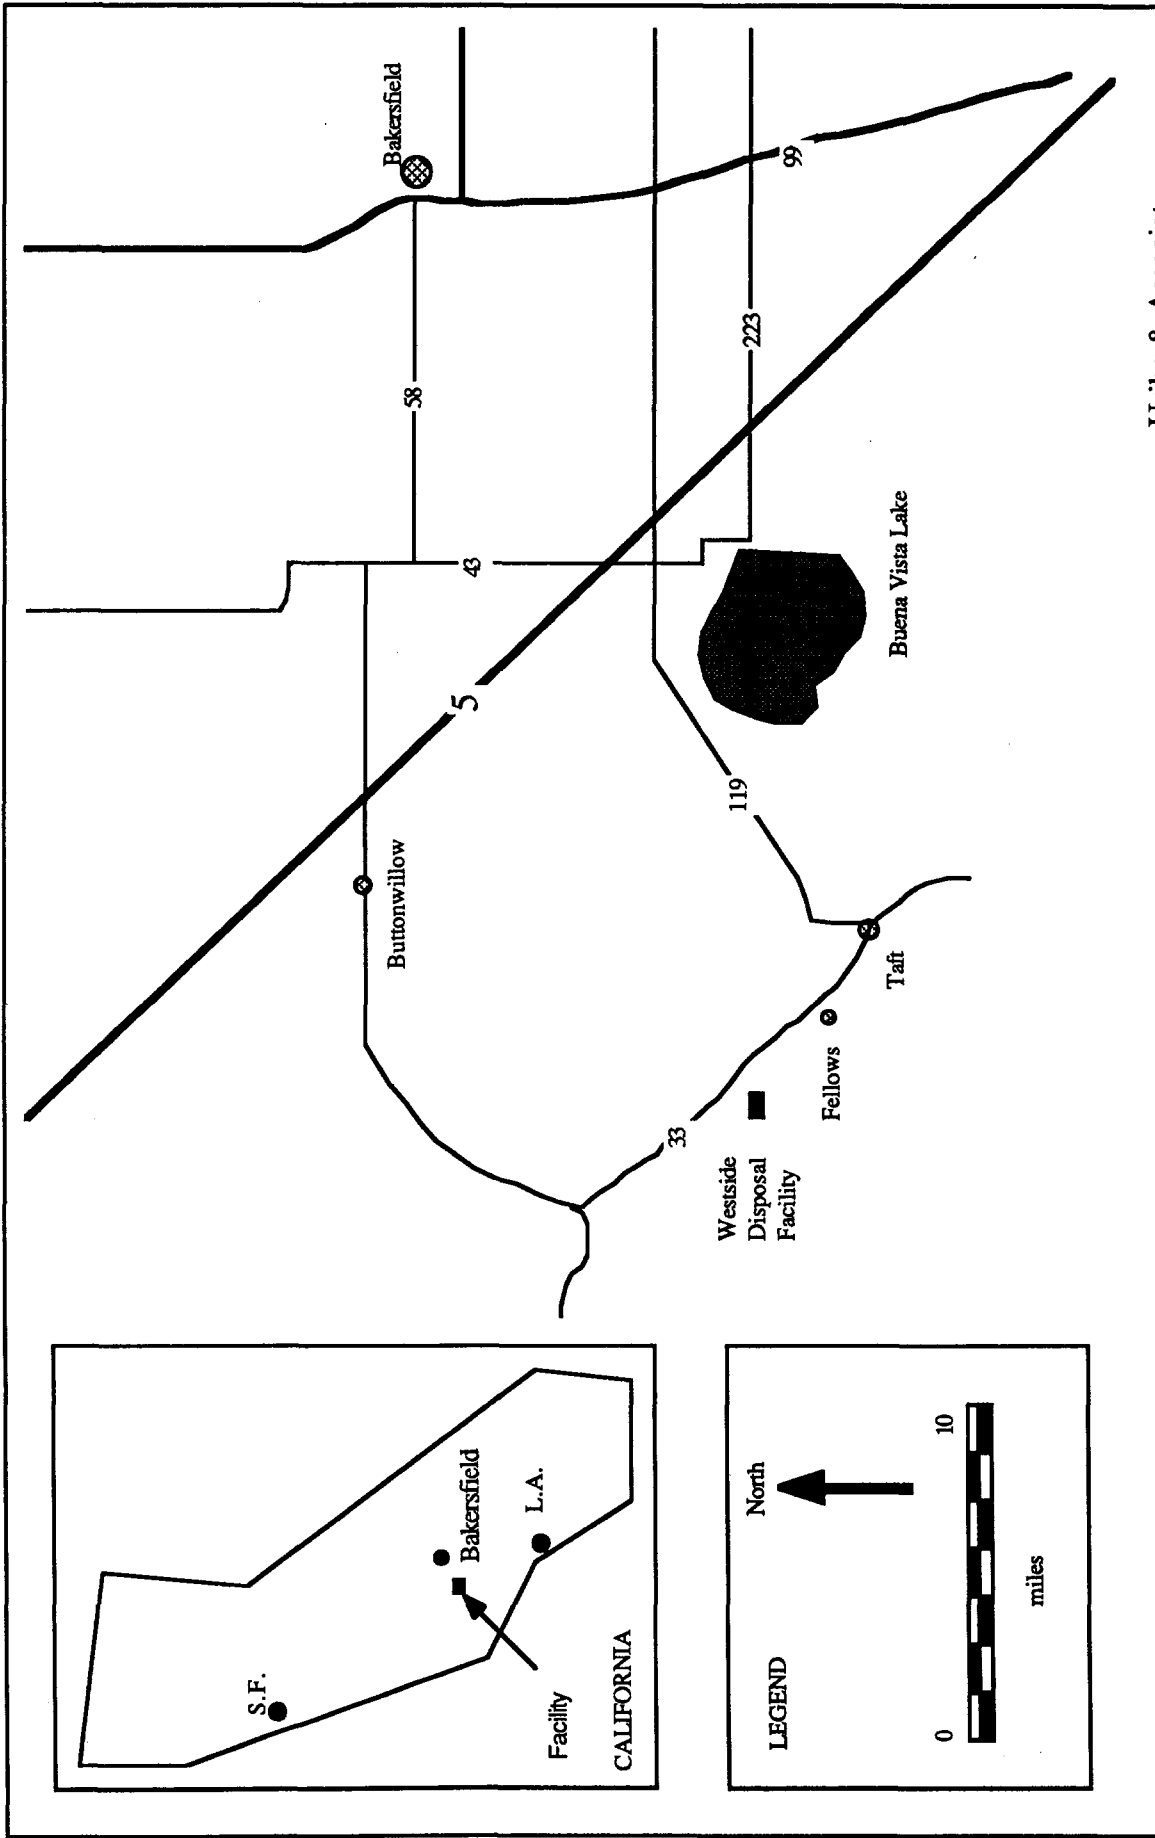 S.F.
Bakersfield
L.A.
Facility
CALIFORNIA
LEGEND
North
0 10
miles
Bakersfield
58
Buttonwillow
43
5
33
Westside
Disposal
Facility
119
223
99
Fellows
Taft
Buena Vista Lake